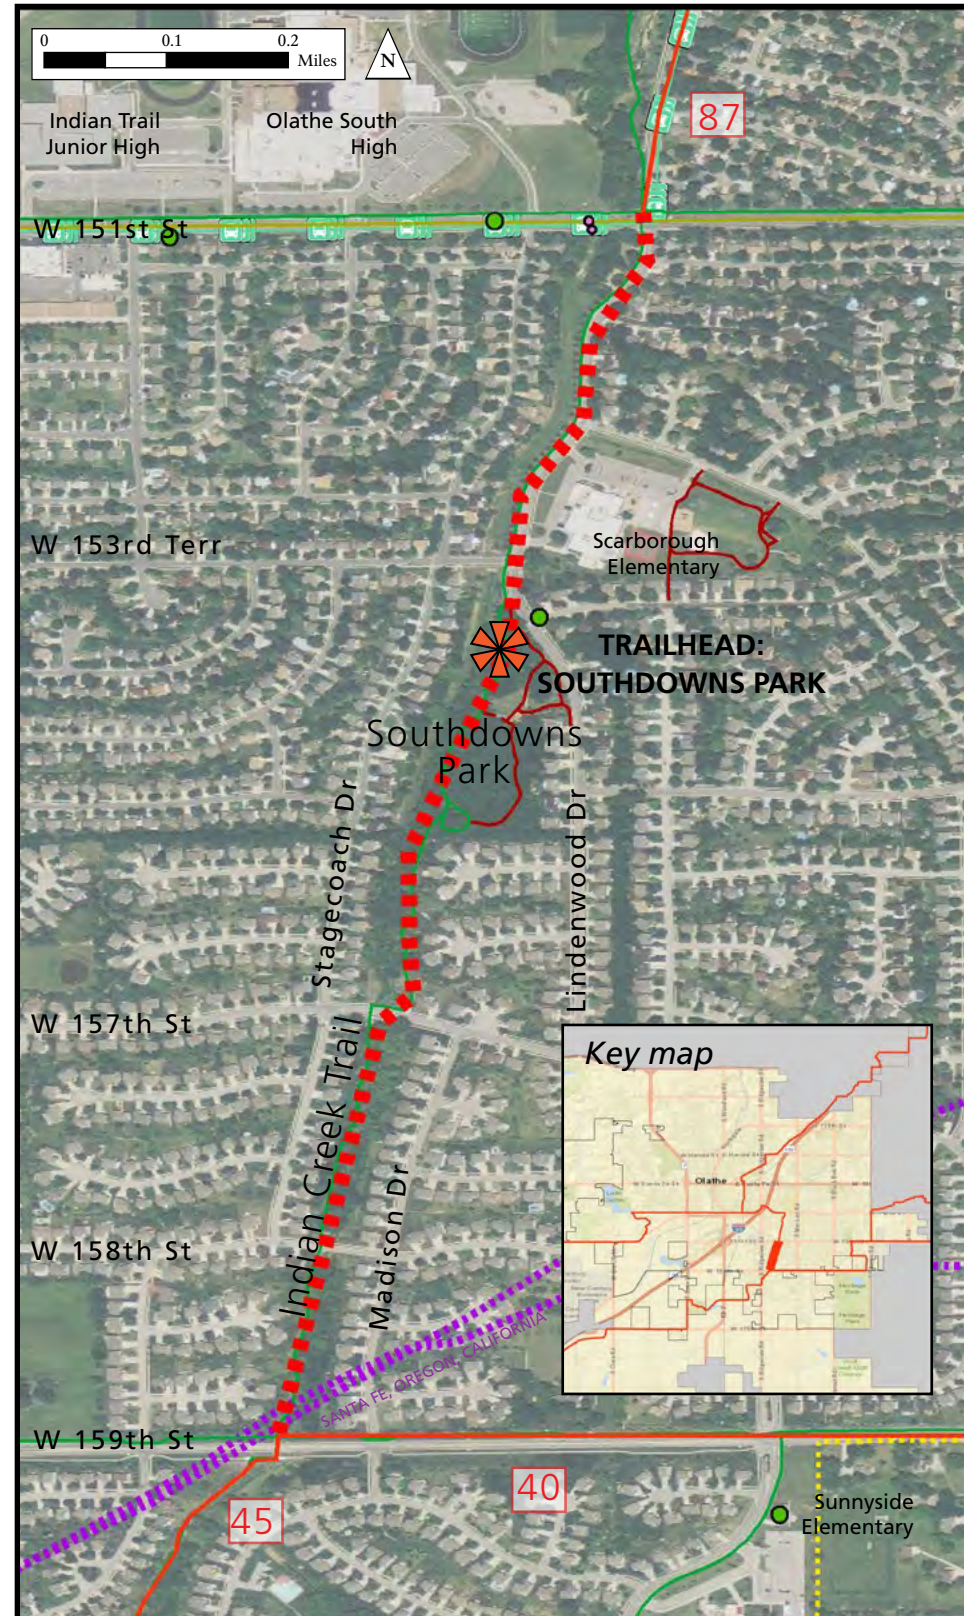 0
0.1
0.2
Miles
N
Indian Trail
Junior High
Olathe South
High
87
W 151st St
W 153rd Terr
Scarborough
Elementary
TRAILHEAD:
SOUTHDOWNS PARK
Southdowns
Park
Stagecoach Dr
Lindenwood Dr
W 157th St
Indian Creek Trail
Key map
Olathe
Madison Dr
W 158th St
SANTA FE, OREGON, CALIFORNIA
W 159th St
40
45
Sunnyside
Elementary